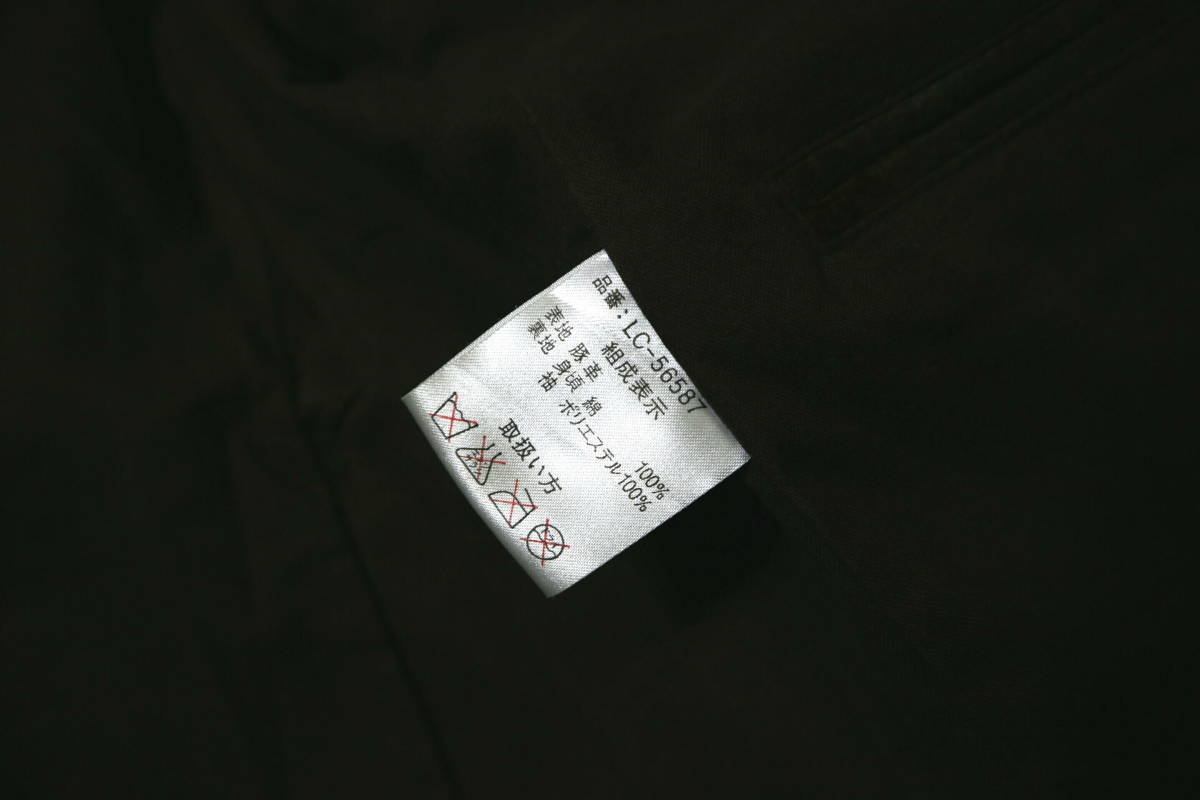 品番：LC-56587
組成表示
表地 豚革
裏地 身頃 綿 100%
袖 ポリエステル100%
取扱い方